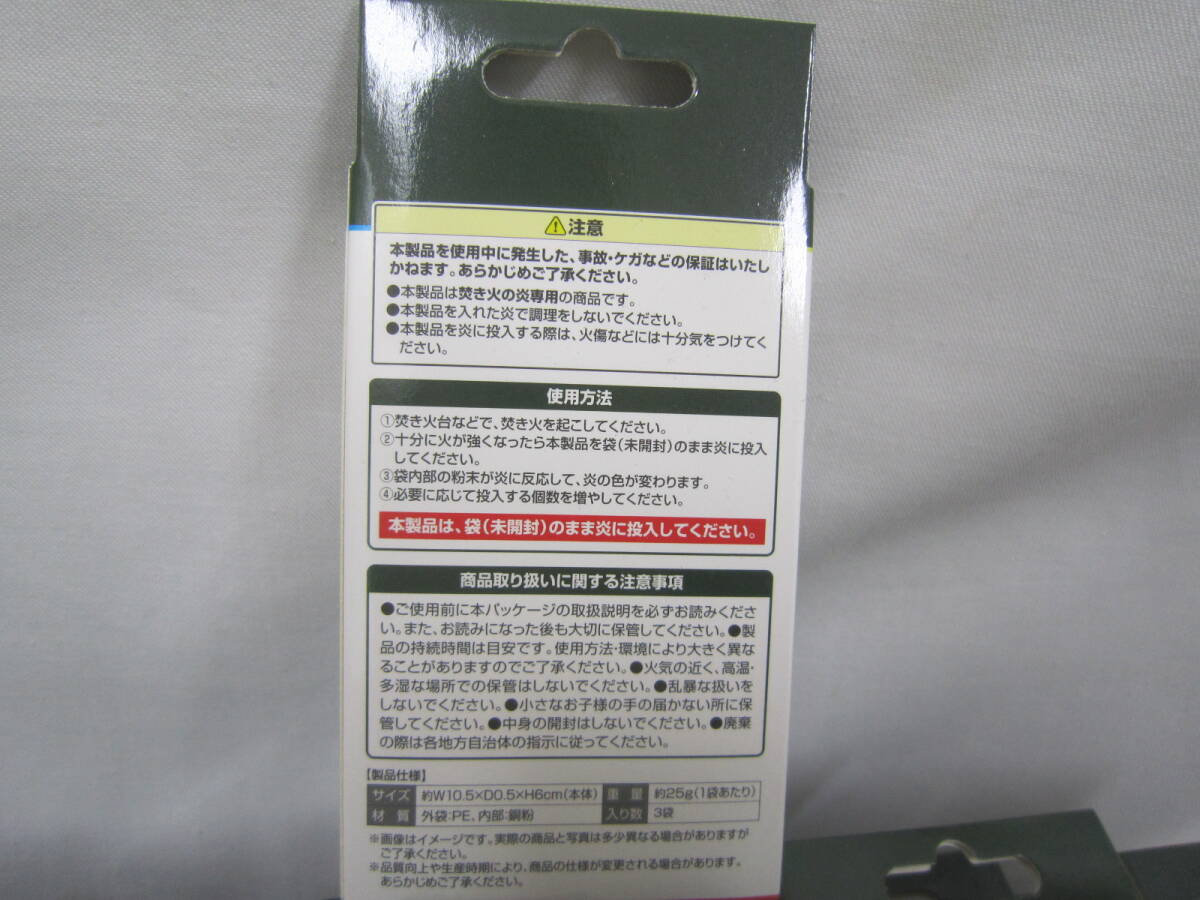 注意
本製品を使用中に発生した、事故・ケガなどの保証はいたし
かねます。あらかじめご了承ください。
●本製品は焚き火の炎専用の商品です。
●本製品を入れた炎で調理をしないでください。
●本製品を炎に投入する際は、火傷などには十分気をつけてく
ださい。
使用方法
①焚き火台などで、焚き火を起こしてください。
②十分に火が強くなったら本製品を袋(未開封)のまま炎に投入
してください。
③袋内部の粉末が炎に反応して、炎の色が変わります。
④必要に応じて投入する個数を増やしてください。
本製品は、袋(未開封)のまま炎に投入してください。
商品取り扱いに関する注意事項
●ご使用前に本パッケージの取扱説明を必ずお読みくださ
い。また、お読みになった後も大切に保管してください。●製
品の持続時間は目安です。使用方法・環境により大きく異な
ることがありますのでご了承ください。●火気の近く、高温・
多湿な場所での保管はしないでください。●乱暴な扱いを
しないでください。●小さなお子様の手の届かない所に保
管してください。●中身の開封はしないでください。●廃棄
の際は各地方自治体の指示に従ってください。
【製品仕様】
サイズ 約W10.5×D0.5×H6cm(本体) 重量 約25g(1袋あたり)
材質 外袋:PE、内部:銅粉 入り数 3袋
※画像はイメージです。実際の商品と写真は多少異なる場合がありますが
ご了承ください。
※品質向上や生産時期により、商品の仕様が変更される場合があります。
あらかじめご了承ください。